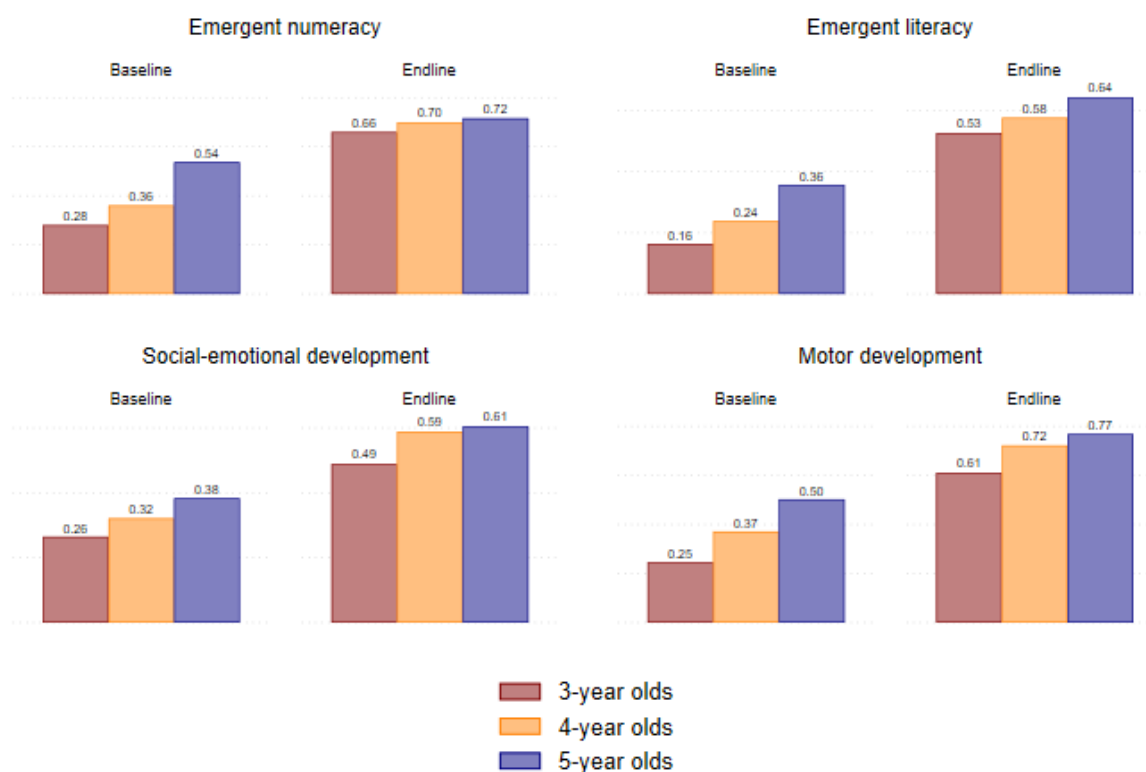 Emergent numeracy
Baseline
Endline
0.28
0.36
0.54
0.66
0.70
0.72
Emergent literacy
Baseline
Endline
0.16
0.24
0.36
0.53
0.58
0.64
Social-emotional development
Baseline
Endline
0.26
0.32
0.38
0.49
0.59
0.61
Motor development
Baseline
Endline
0.25
0.37
0.50
0.61
0.72
0.77
3-year olds
4-year olds
5-year olds